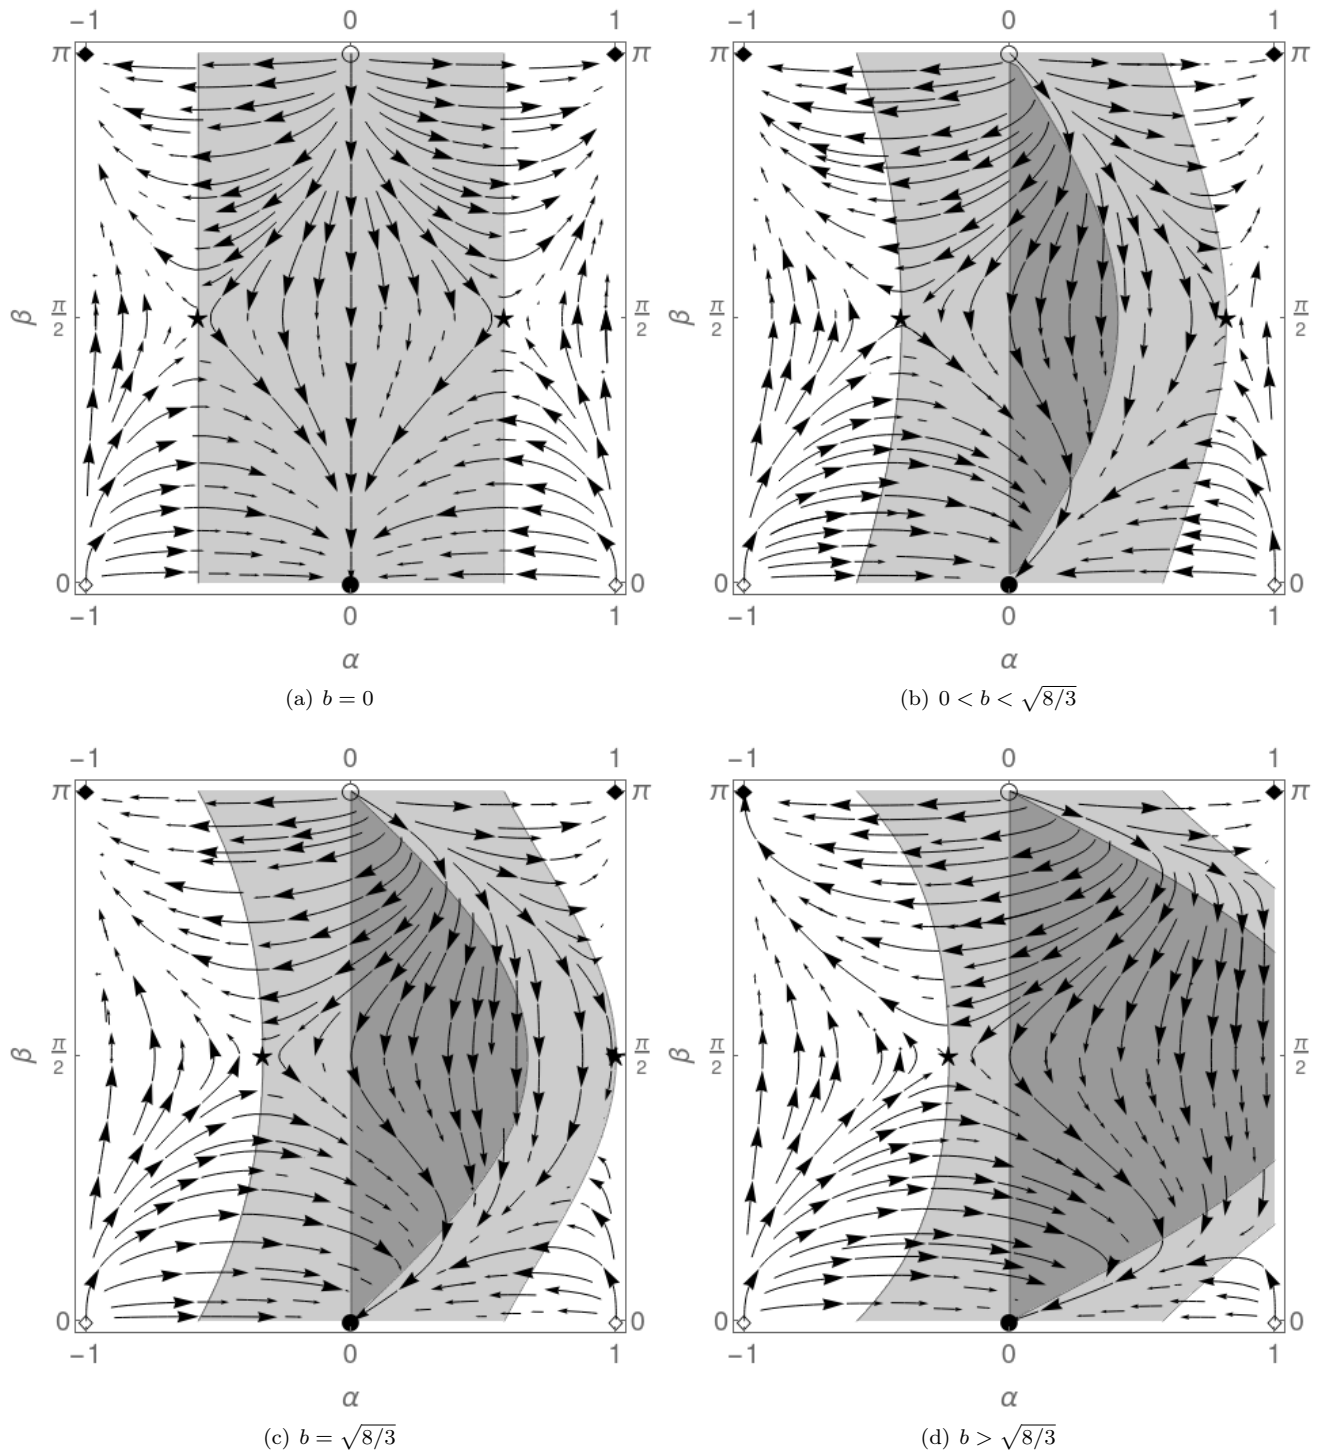 −1 0 1 −1 0 1
π π π π
β π/2 π/2 β π/2 π/2
0 0 0 0
−1 0 1 −1 0 1
α α
(a) b = 0 (b) 0 < b < √8/3
−1 0 1 −1 0 1
π π π π
β π/2 π/2 β π/2 π/2
0 0 0 0
−1 0 1 −1 0 1
α α
(c) b = √8/3 (d) b > √8/3